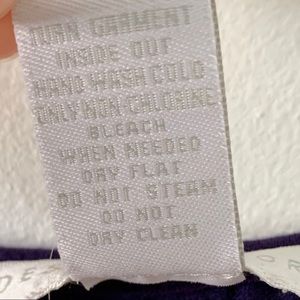 TURN GARMENT
INSIDE OUT
HAND WASH COLD
ONLY NON-CHLORINE
BLEACH
WHEN NEEDED
DRY FLAT
DO NOT STEAM
DO NOT
DRY CLEAN